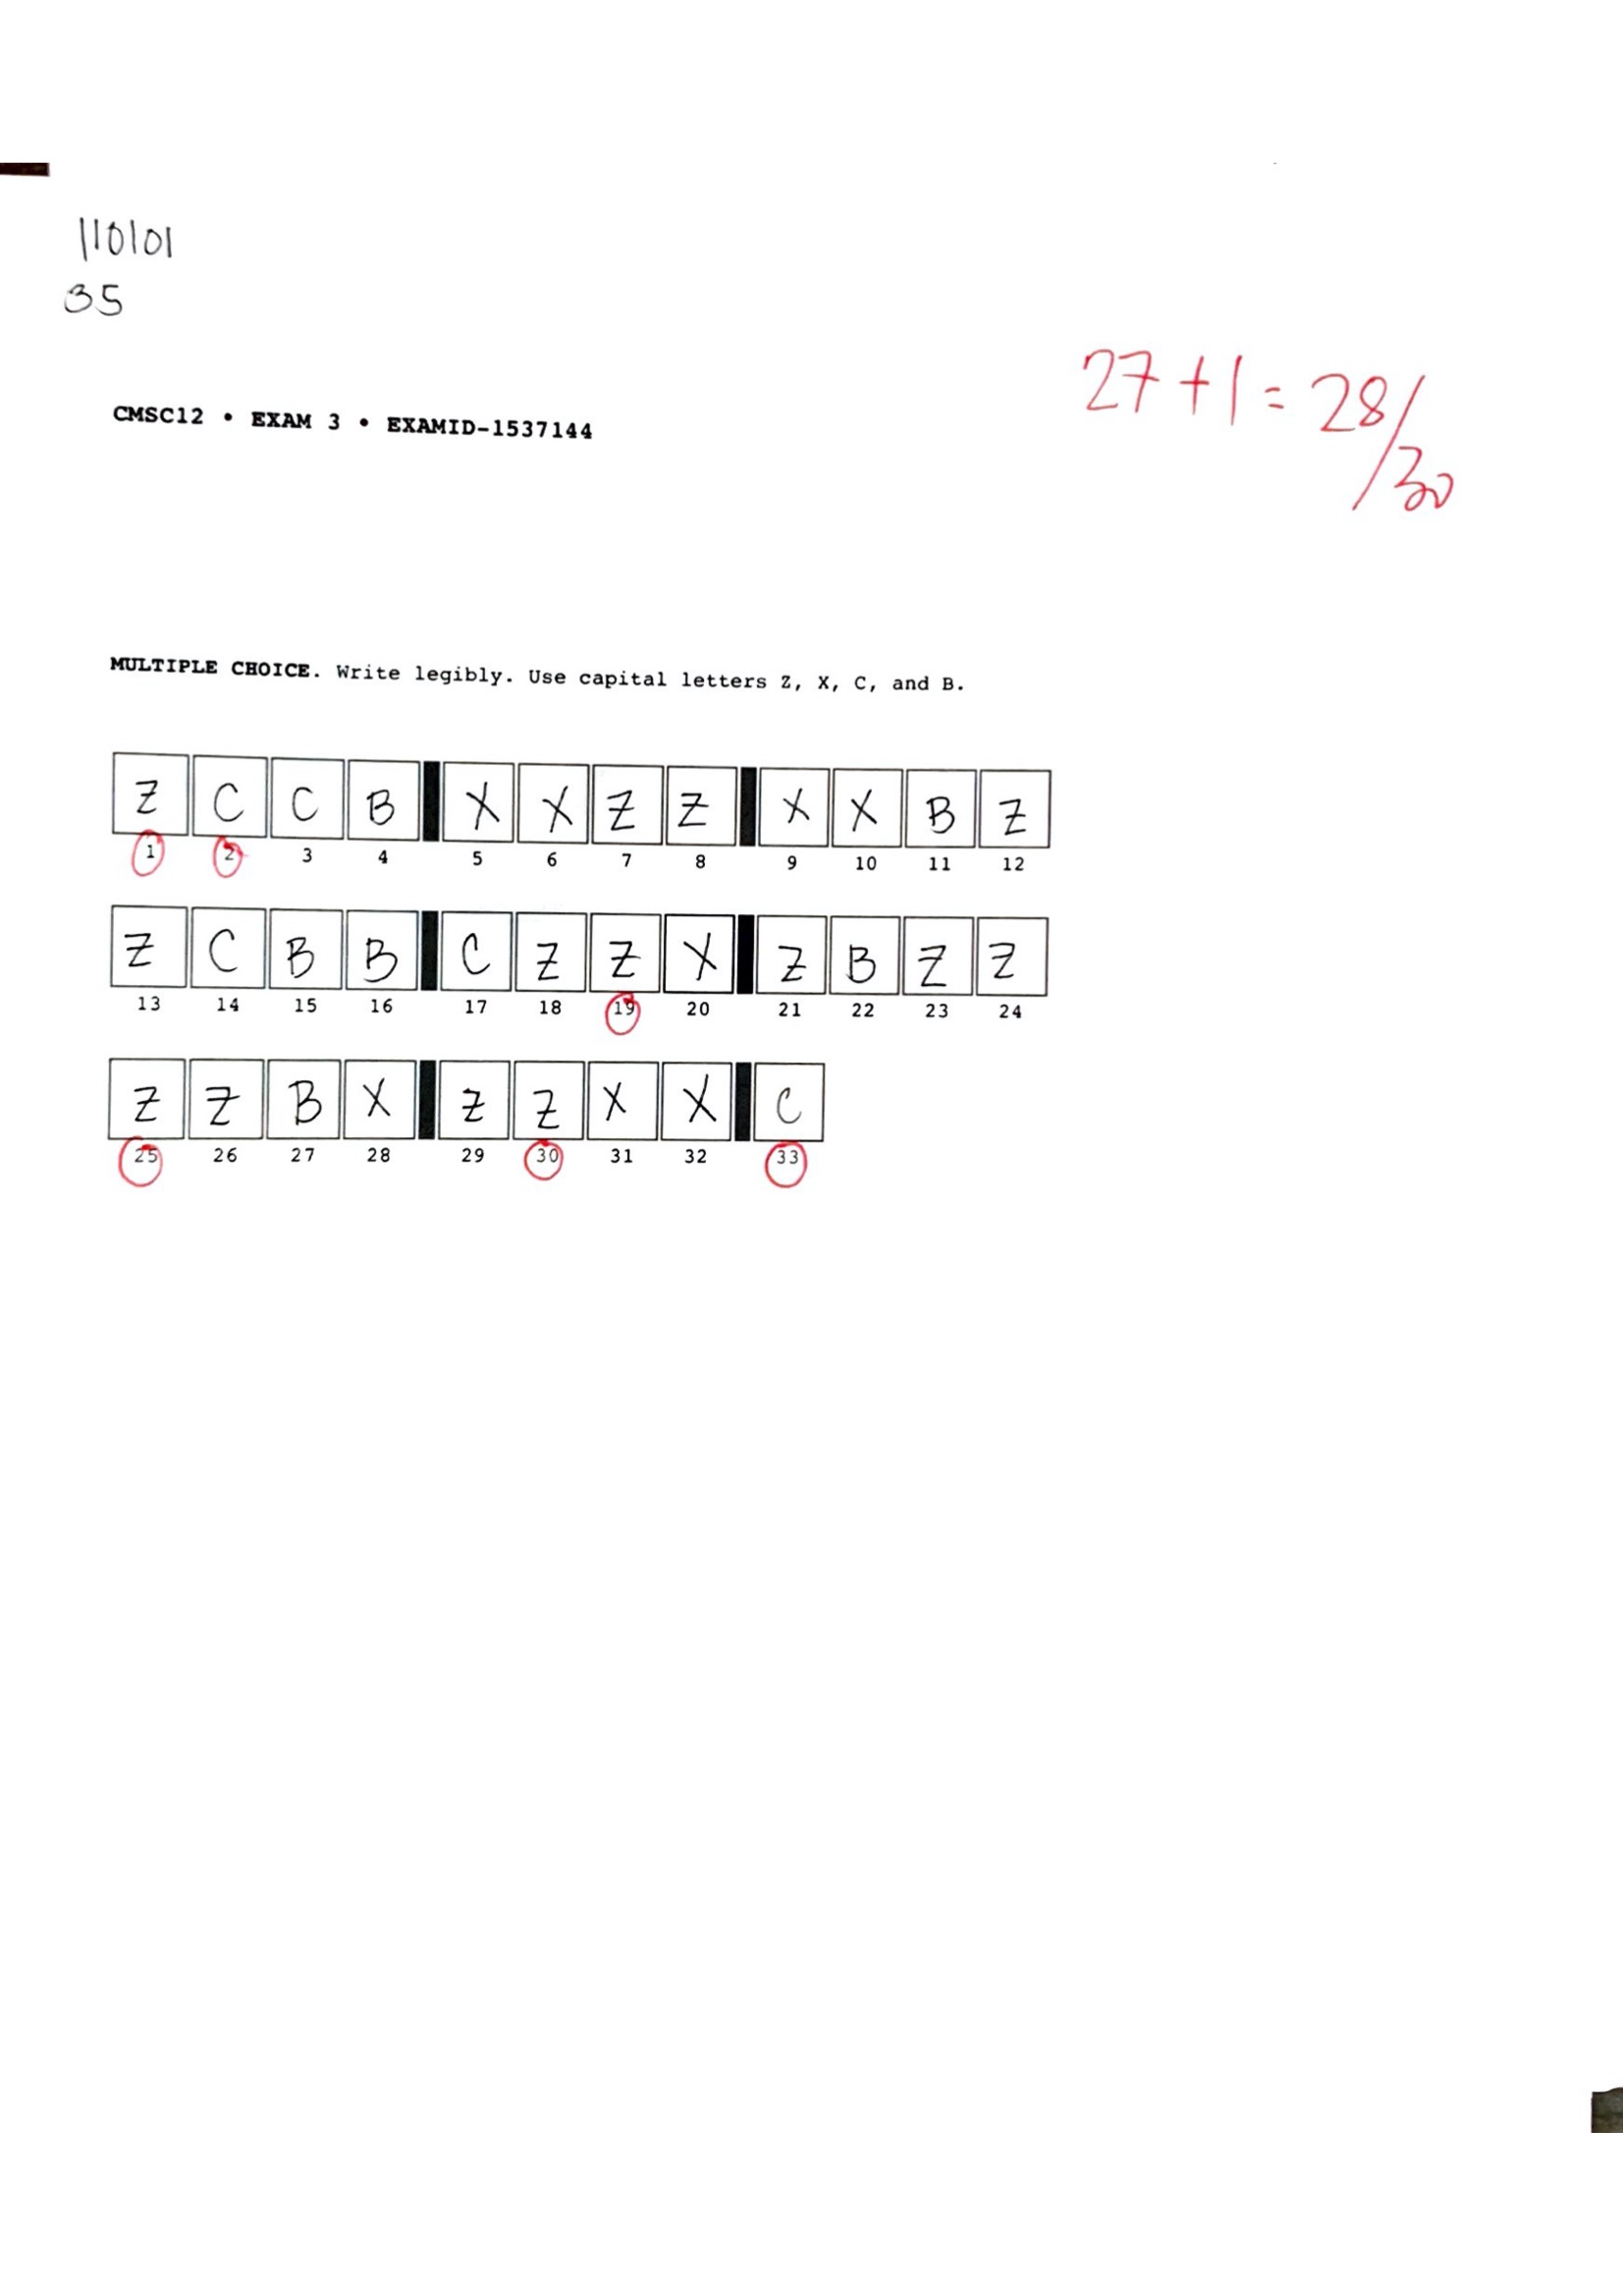 110101
35
27 + 1 = 28/30
CMSC12 • EXAM 3 • EXAMID-1537144
MULTIPLE CHOICE. Write legibly. Use capital letters Z, X, C, and B.
Z C C B X X Z Z X X B Z
1 2 3 4 5 6 7 8 9 10 11 12
Z C B B C Z Z X Z B Z Z
13 14 15 16 17 18 19 20 21 22 23 24
Z Z B X Z Z X X C
25 26 27 28 29 30 31 32 33